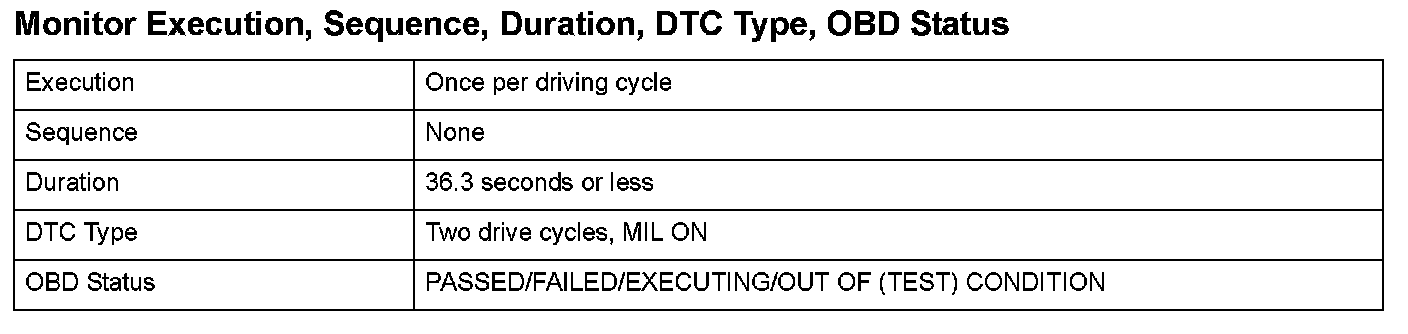 Monitor Execution, Sequence, Duration, DTC Type, OBD Status
Execution Once per driving cycle
Sequence None
Duration 36.3 seconds or less
DTC Type Two drive cycles, MIL ON
OBD Status PASSED/FAILED/EXECUTING/OUT OF (TEST) CONDITION